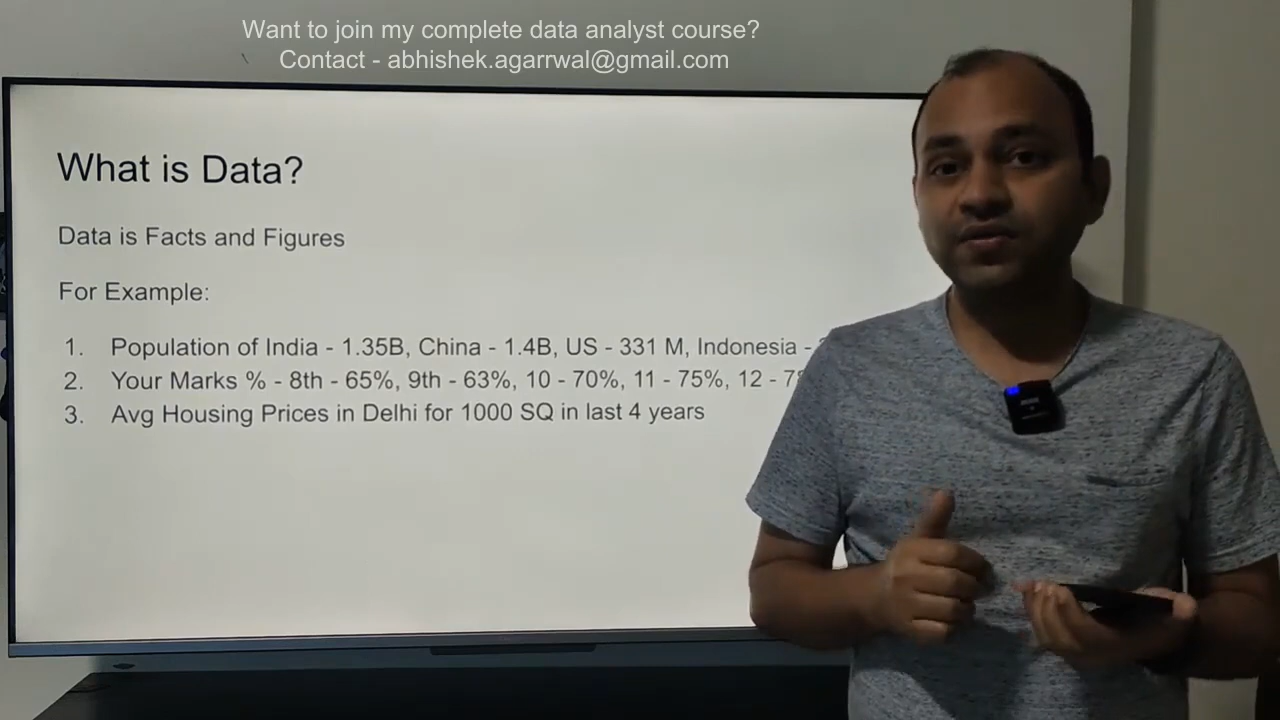 Want to join my complete data analyst course?
Contact - abhishek.agarrwal@gmail.com
What is Data?
Data is Facts and Figures
For Example:
1. Population of India - 1.35B, China - 1.4B, US - 331 M, Indonesia -
2. Your Marks % - 8th - 65%, 9th - 63%, 10 - 70%, 11 - 75%, 12 -
3. Avg Housing Prices in Delhi for 1000 SQ in last 4 years